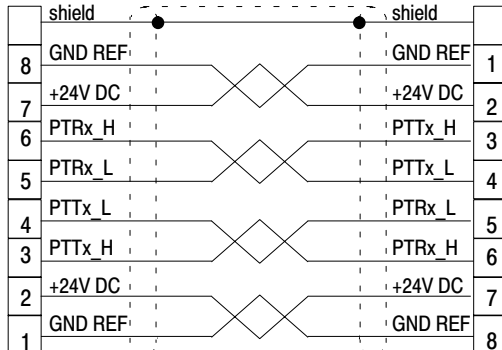 shield shield
8 GND REF GND REF 1
7 +24V DC +24V DC 2
6 PTRx_H PTTx_H 3
5 PTRx_L PTTx_L 4
4 PTTx_L PTRx_L 5
3 PTTx_H PTRx_H 6
2 +24V DC +24V DC 7
1 GND REF GND REF 8